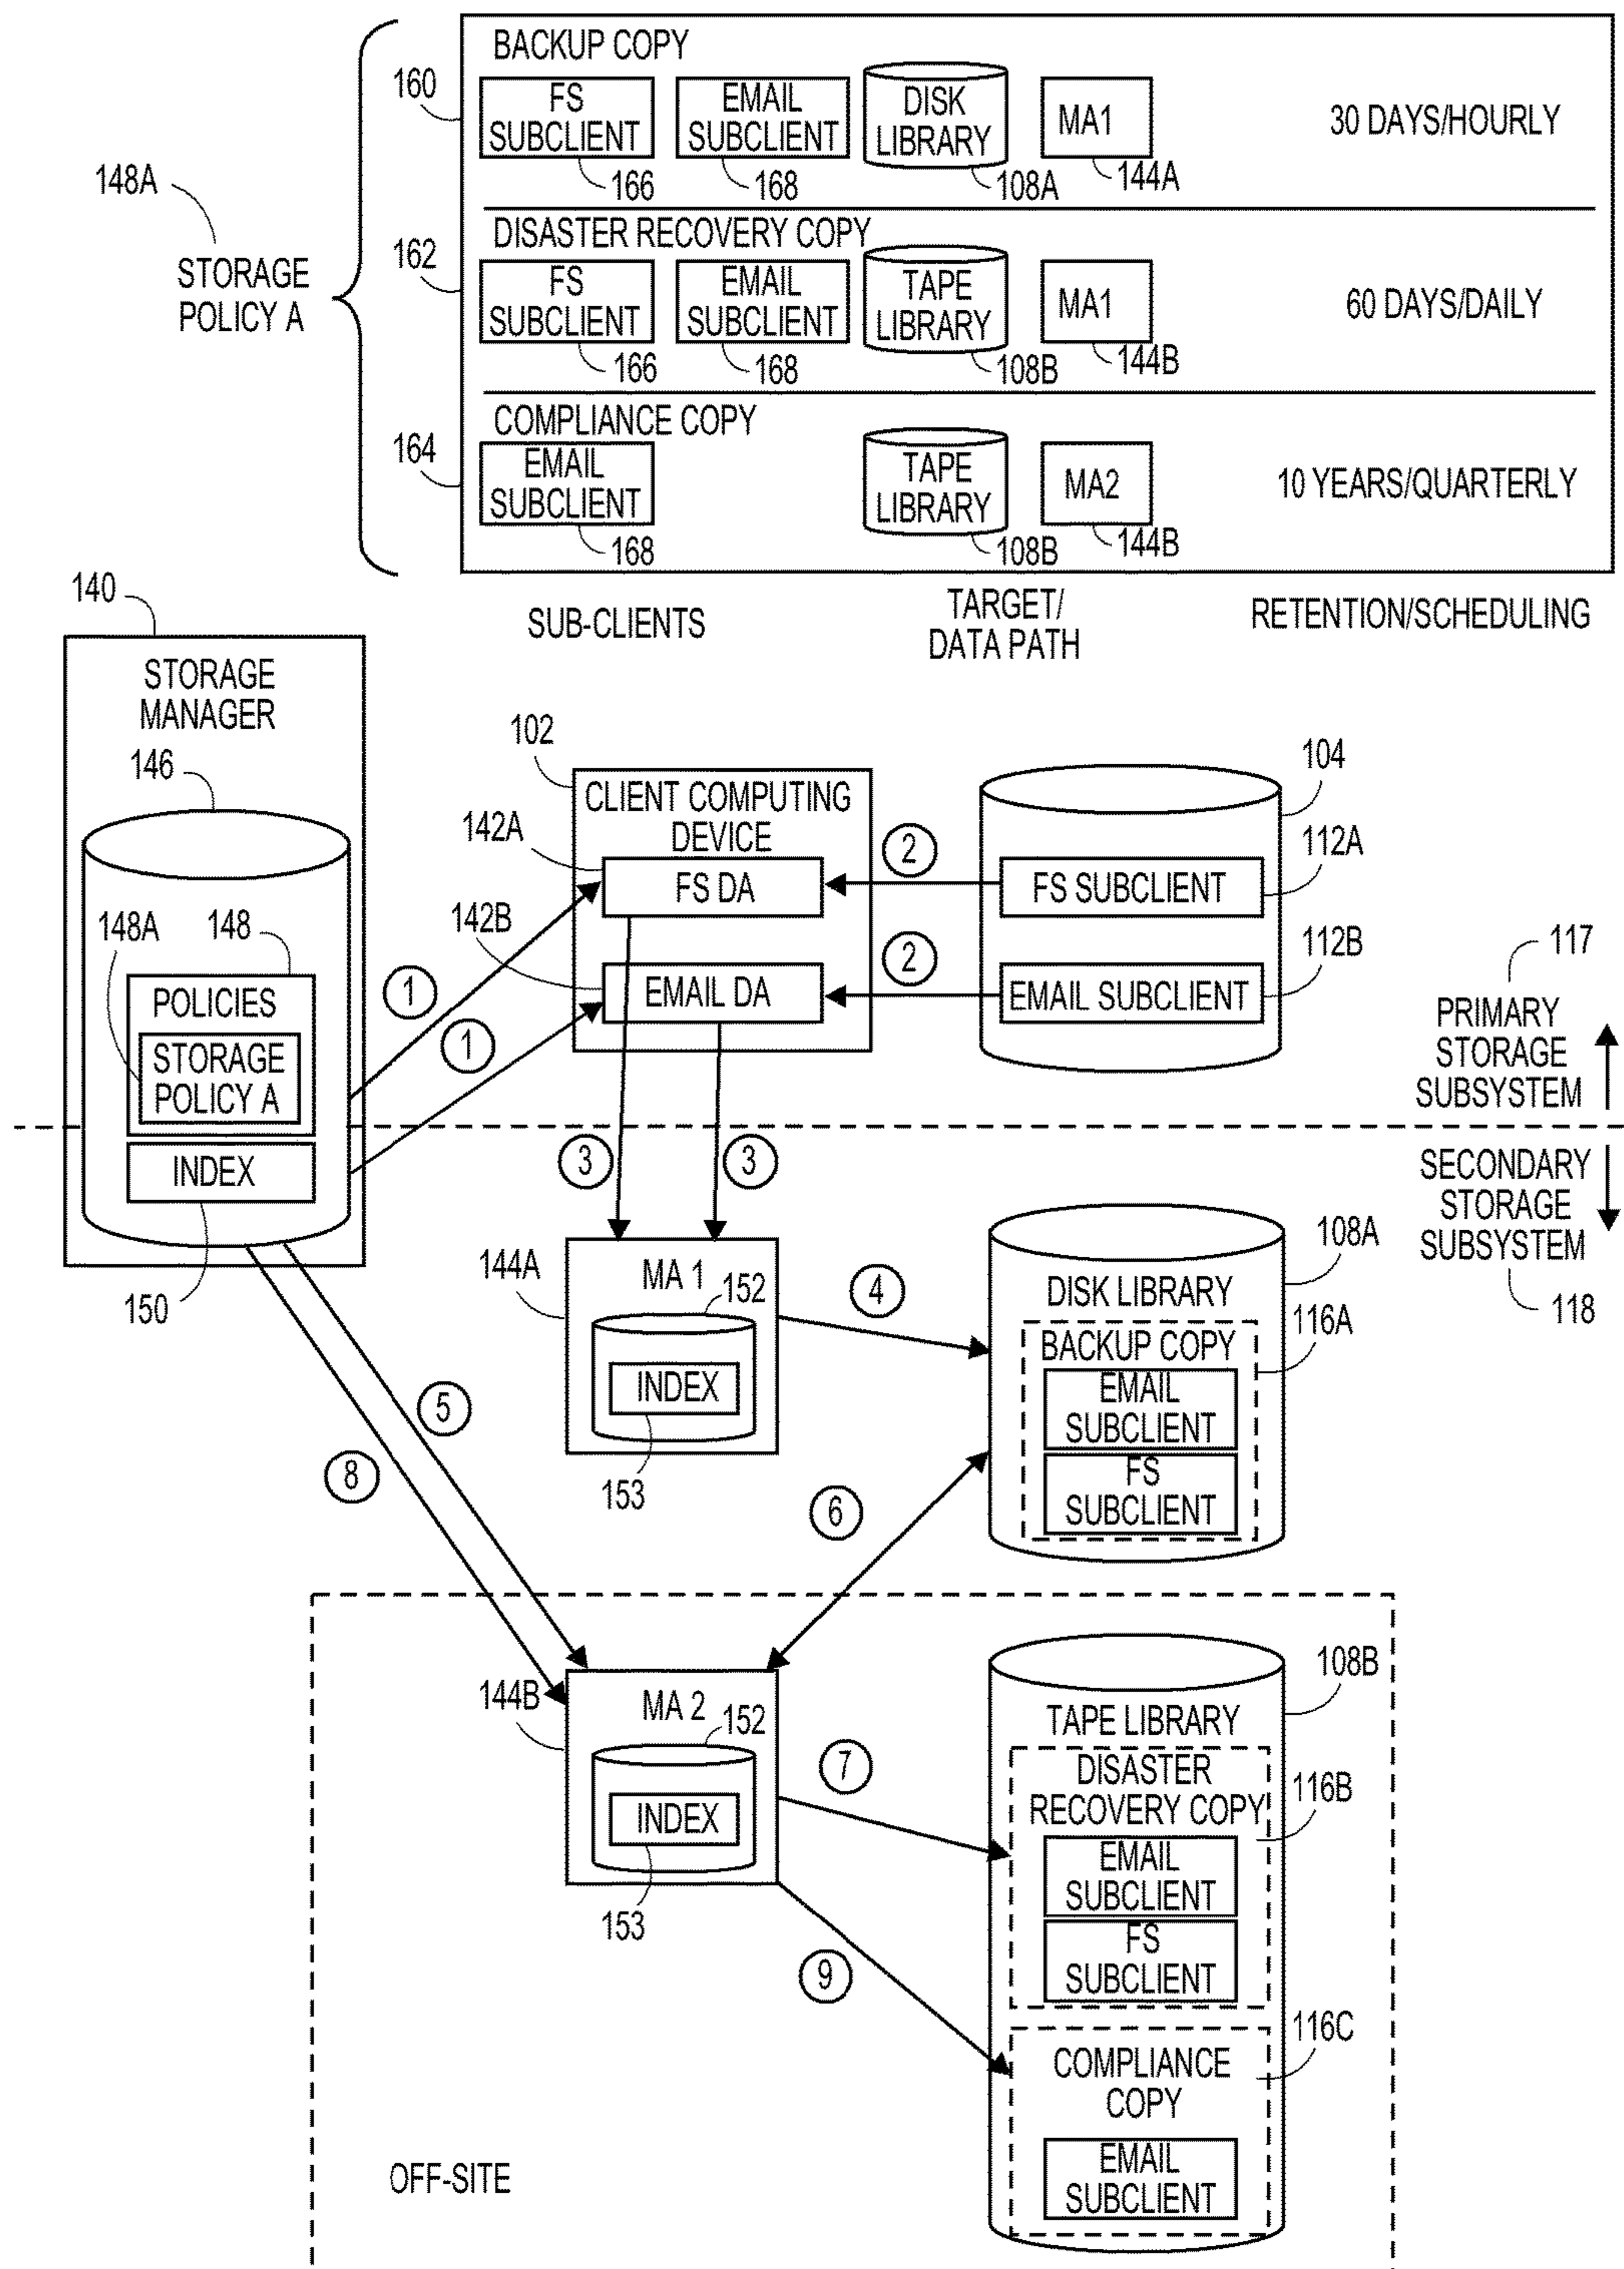 BACKUP COPY
160
FS
SUBCLIENT
166
EMAIL
SUBCLIENT
168
DISK
LIBRARY
108A
MA1
144A
30 DAYS/HOURLY
148A
STORAGE
POLICY A
DISASTER RECOVERY COPY
162
FS
SUBCLIENT
166
EMAIL
SUBCLIENT
168
TAPE
LIBRARY
108B
MA1
144B
60 DAYS/DAILY
COMPLIANCE COPY
164
EMAIL
SUBCLIENT
168
TAPE
LIBRARY
108B
MA2
144B
10 YEARS/QUARTERLY
SUB-CLIENTS
TARGET/
DATA PATH
RETENTION/SCHEDULING
140
STORAGE
MANAGER
146
148A
148
POLICIES
STORAGE
POLICY A
INDEX
150
102
CLIENT COMPUTING
DEVICE
142A
FS DA
142B
EMAIL DA
1
1
2
2
104
112A
FS SUBCLIENT
112B
EMAIL SUBCLIENT
117
PRIMARY
STORAGE
SUBSYSTEM
SECONDARY
STORAGE
SUBSYSTEM
118
3
3
144A
MA 1
152
INDEX
153
4
108A
DISK LIBRARY
116A
BACKUP COPY
EMAIL
SUBCLIENT
FS
SUBCLIENT
5
8
6
144B
MA 2
152
INDEX
153
7
9
108B
TAPE LIBRARY
DISASTER
RECOVERY COPY
116B
EMAIL
SUBCLIENT
FS
SUBCLIENT
116C
COMPLIANCE
COPY
EMAIL
SUBCLIENT
OFF-SITE